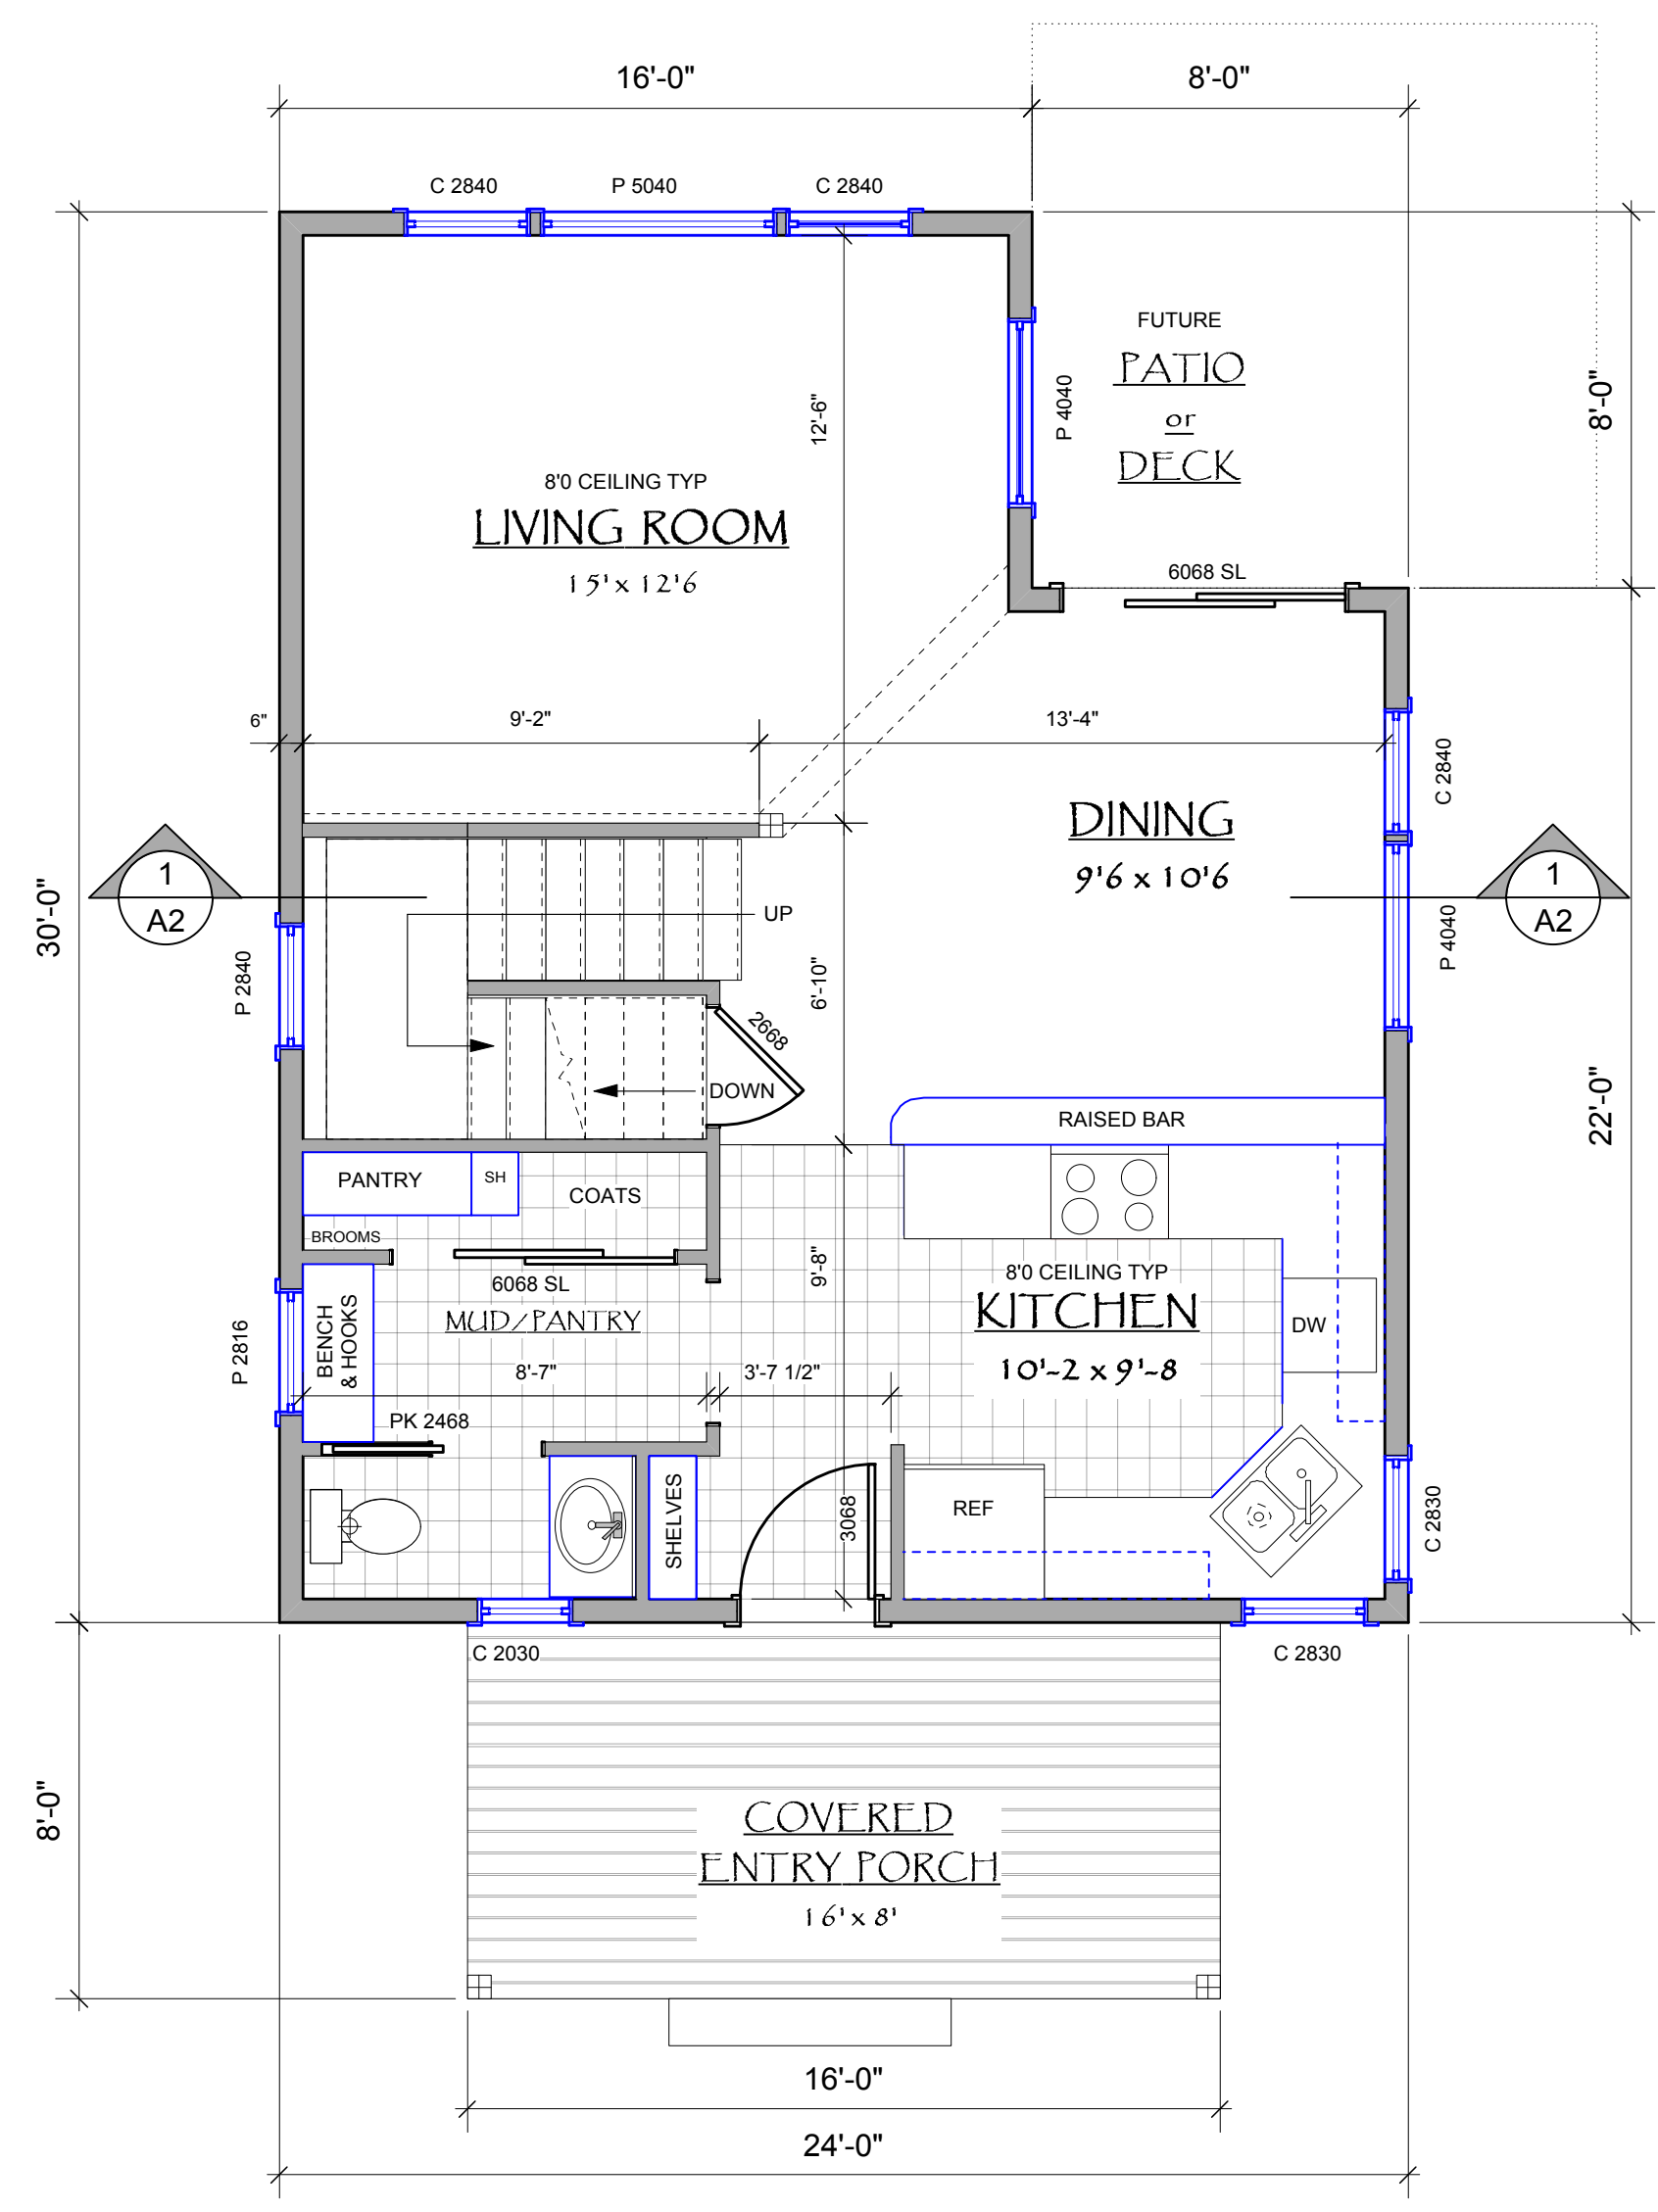 16'-0"
8'-0"
C 2840
P 5040
C 2840
FUTURE
PATIO
or
DECK
P 4040
8'-0"
12'-6"
8'0 CEILING TYP
LIVING ROOM
15' x 12'6
6068 SL
6"
9'-2"
13'-4"
C 2840
DINING
9'6 x 10'6
1
A2
1
A2
30'-0"
P 2840
UP
P 4040
6'-10"
2668
DOWN
22'-0"
RAISED BAR
PANTRY
SH
COATS
BROOMS
9'-8"
6068 SL
MUD/PANTRY
8'0 CEILING TYP
KITCHEN
10'-2 x 9'-8
DW
P 2816
BENCH
& HOOKS
8'-7"
3'-7 1/2"
PK 2468
SHELVES
3068
REF
C 2830
C 2030
C 2830
8'-0"
COVERED
ENTRY PORCH
16' x 8'
16'-0"
24'-0"